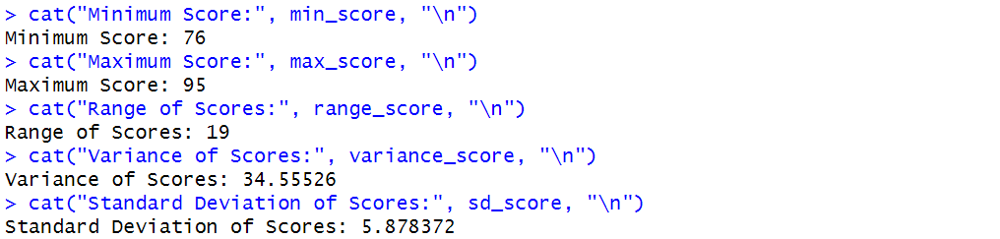 > cat("Minimum Score:", min_score, "\n")
Minimum Score: 76
> cat("Maximum Score:", max_score, "\n")
Maximum Score: 95
> cat("Range of Scores:", range_score, "\n")
Range of Scores: 19
> cat("Variance of Scores:", variance_score, "\n")
Variance of Scores: 34.55526
> cat("Standard Deviation of Scores:", sd_score, "\n")
Standard Deviation of Scores: 5.878372